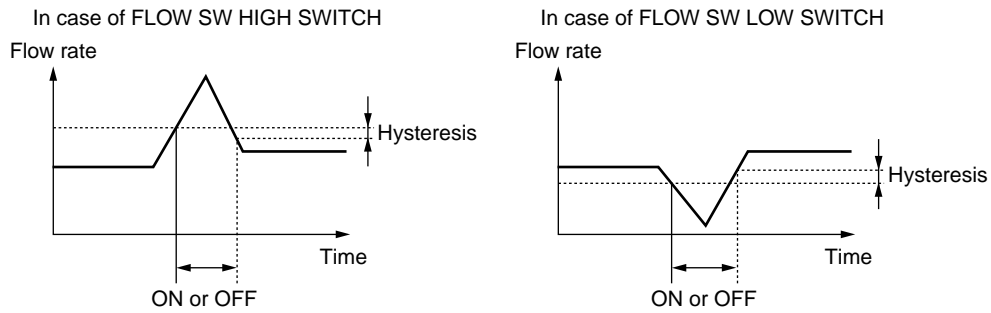 In case of FLOW SW HIGH SWITCH
Flow rate
Hysteresis
Time
ON or OFF
In case of FLOW SW LOW SWITCH
Flow rate
Hysteresis
Time
ON or OFF